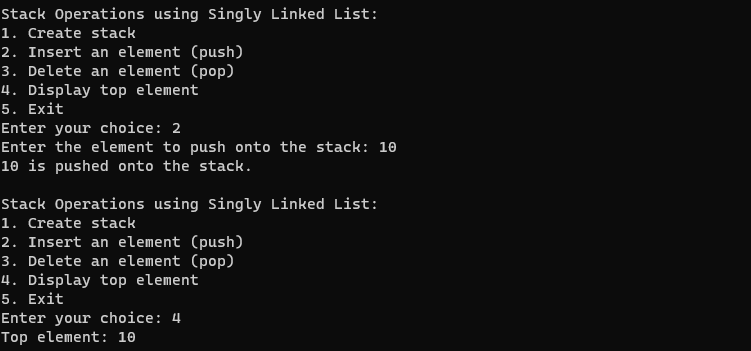 Stack Operations using Singly Linked List:
1. Create stack
2. Insert an element (push)
3. Delete an element (pop)
4. Display top element
5. Exit
Enter your choice: 2
Enter the element to push onto the stack: 10
10 is pushed onto the stack.

Stack Operations using Singly Linked List:
1. Create stack
2. Insert an element (push)
3. Delete an element (pop)
4. Display top element
5. Exit
Enter your choice: 4
Top element: 10